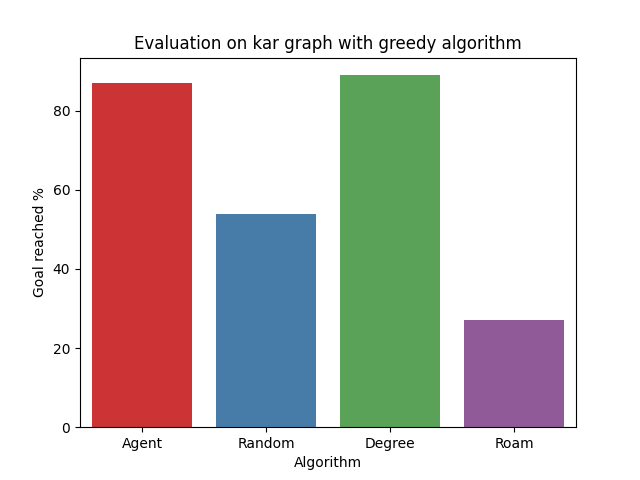 Evaluation on kar graph with greedy algorithm
Goal reached %
80
60
40
20
0
Agent Random Degree Roam
Algorithm